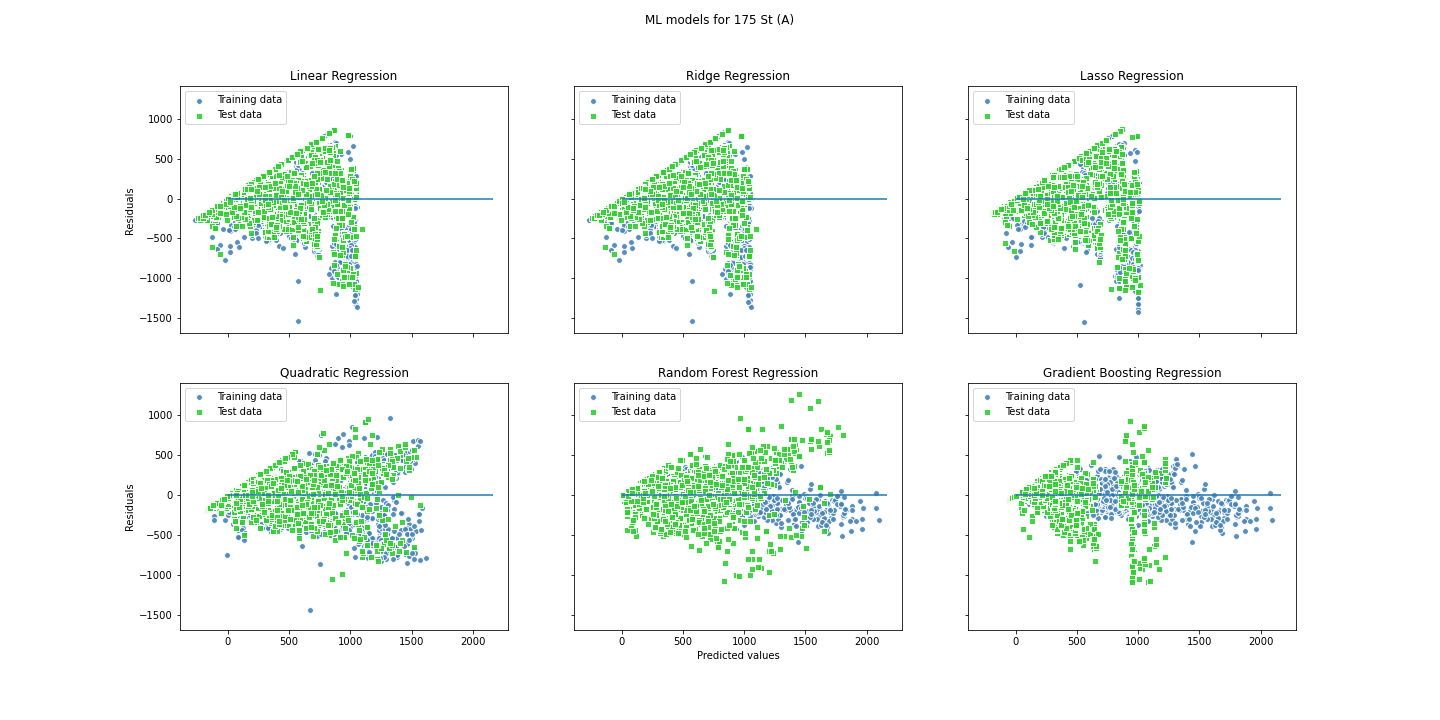 ML models for 175 St (A)
Linear Regression
Training data
Test data
1000
500
0
−500
−1000
−1500
Residuals
Ridge Regression
Training data
Test data
Lasso Regression
Training data
Test data
Quadratic Regression
Training data
Test data
1000
500
0
−500
−1000
−1500
Residuals
0 500 1000 1500 2000
Random Forest Regression
Training data
Test data
0 500 1000 1500 2000
Predicted values
Gradient Boosting Regression
Training data
Test data
0 500 1000 1500 2000